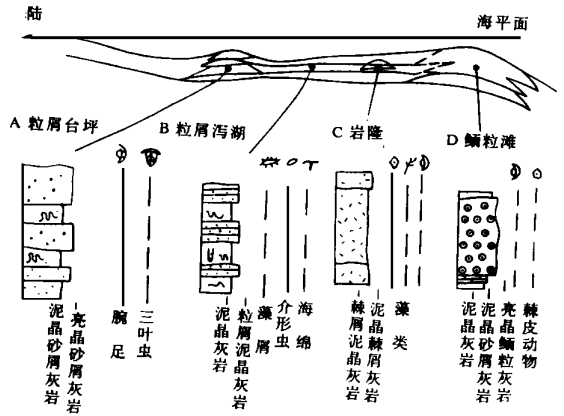 陆
海平面
A 粒屑台坪
B 粒屑泻湖
C 岩隆
D 鲕粒滩
泥晶砂屑灰岩
亮晶砂屑灰岩
腕足
三叶虫
泥晶灰岩
粒屑泥晶灰岩
藻屑
介形虫
海绵
棘屑泥晶灰岩
泥晶棘屑灰岩
藻类
泥晶灰岩
泥晶砂屑灰岩
亮晶鲕粒灰岩
棘皮动物